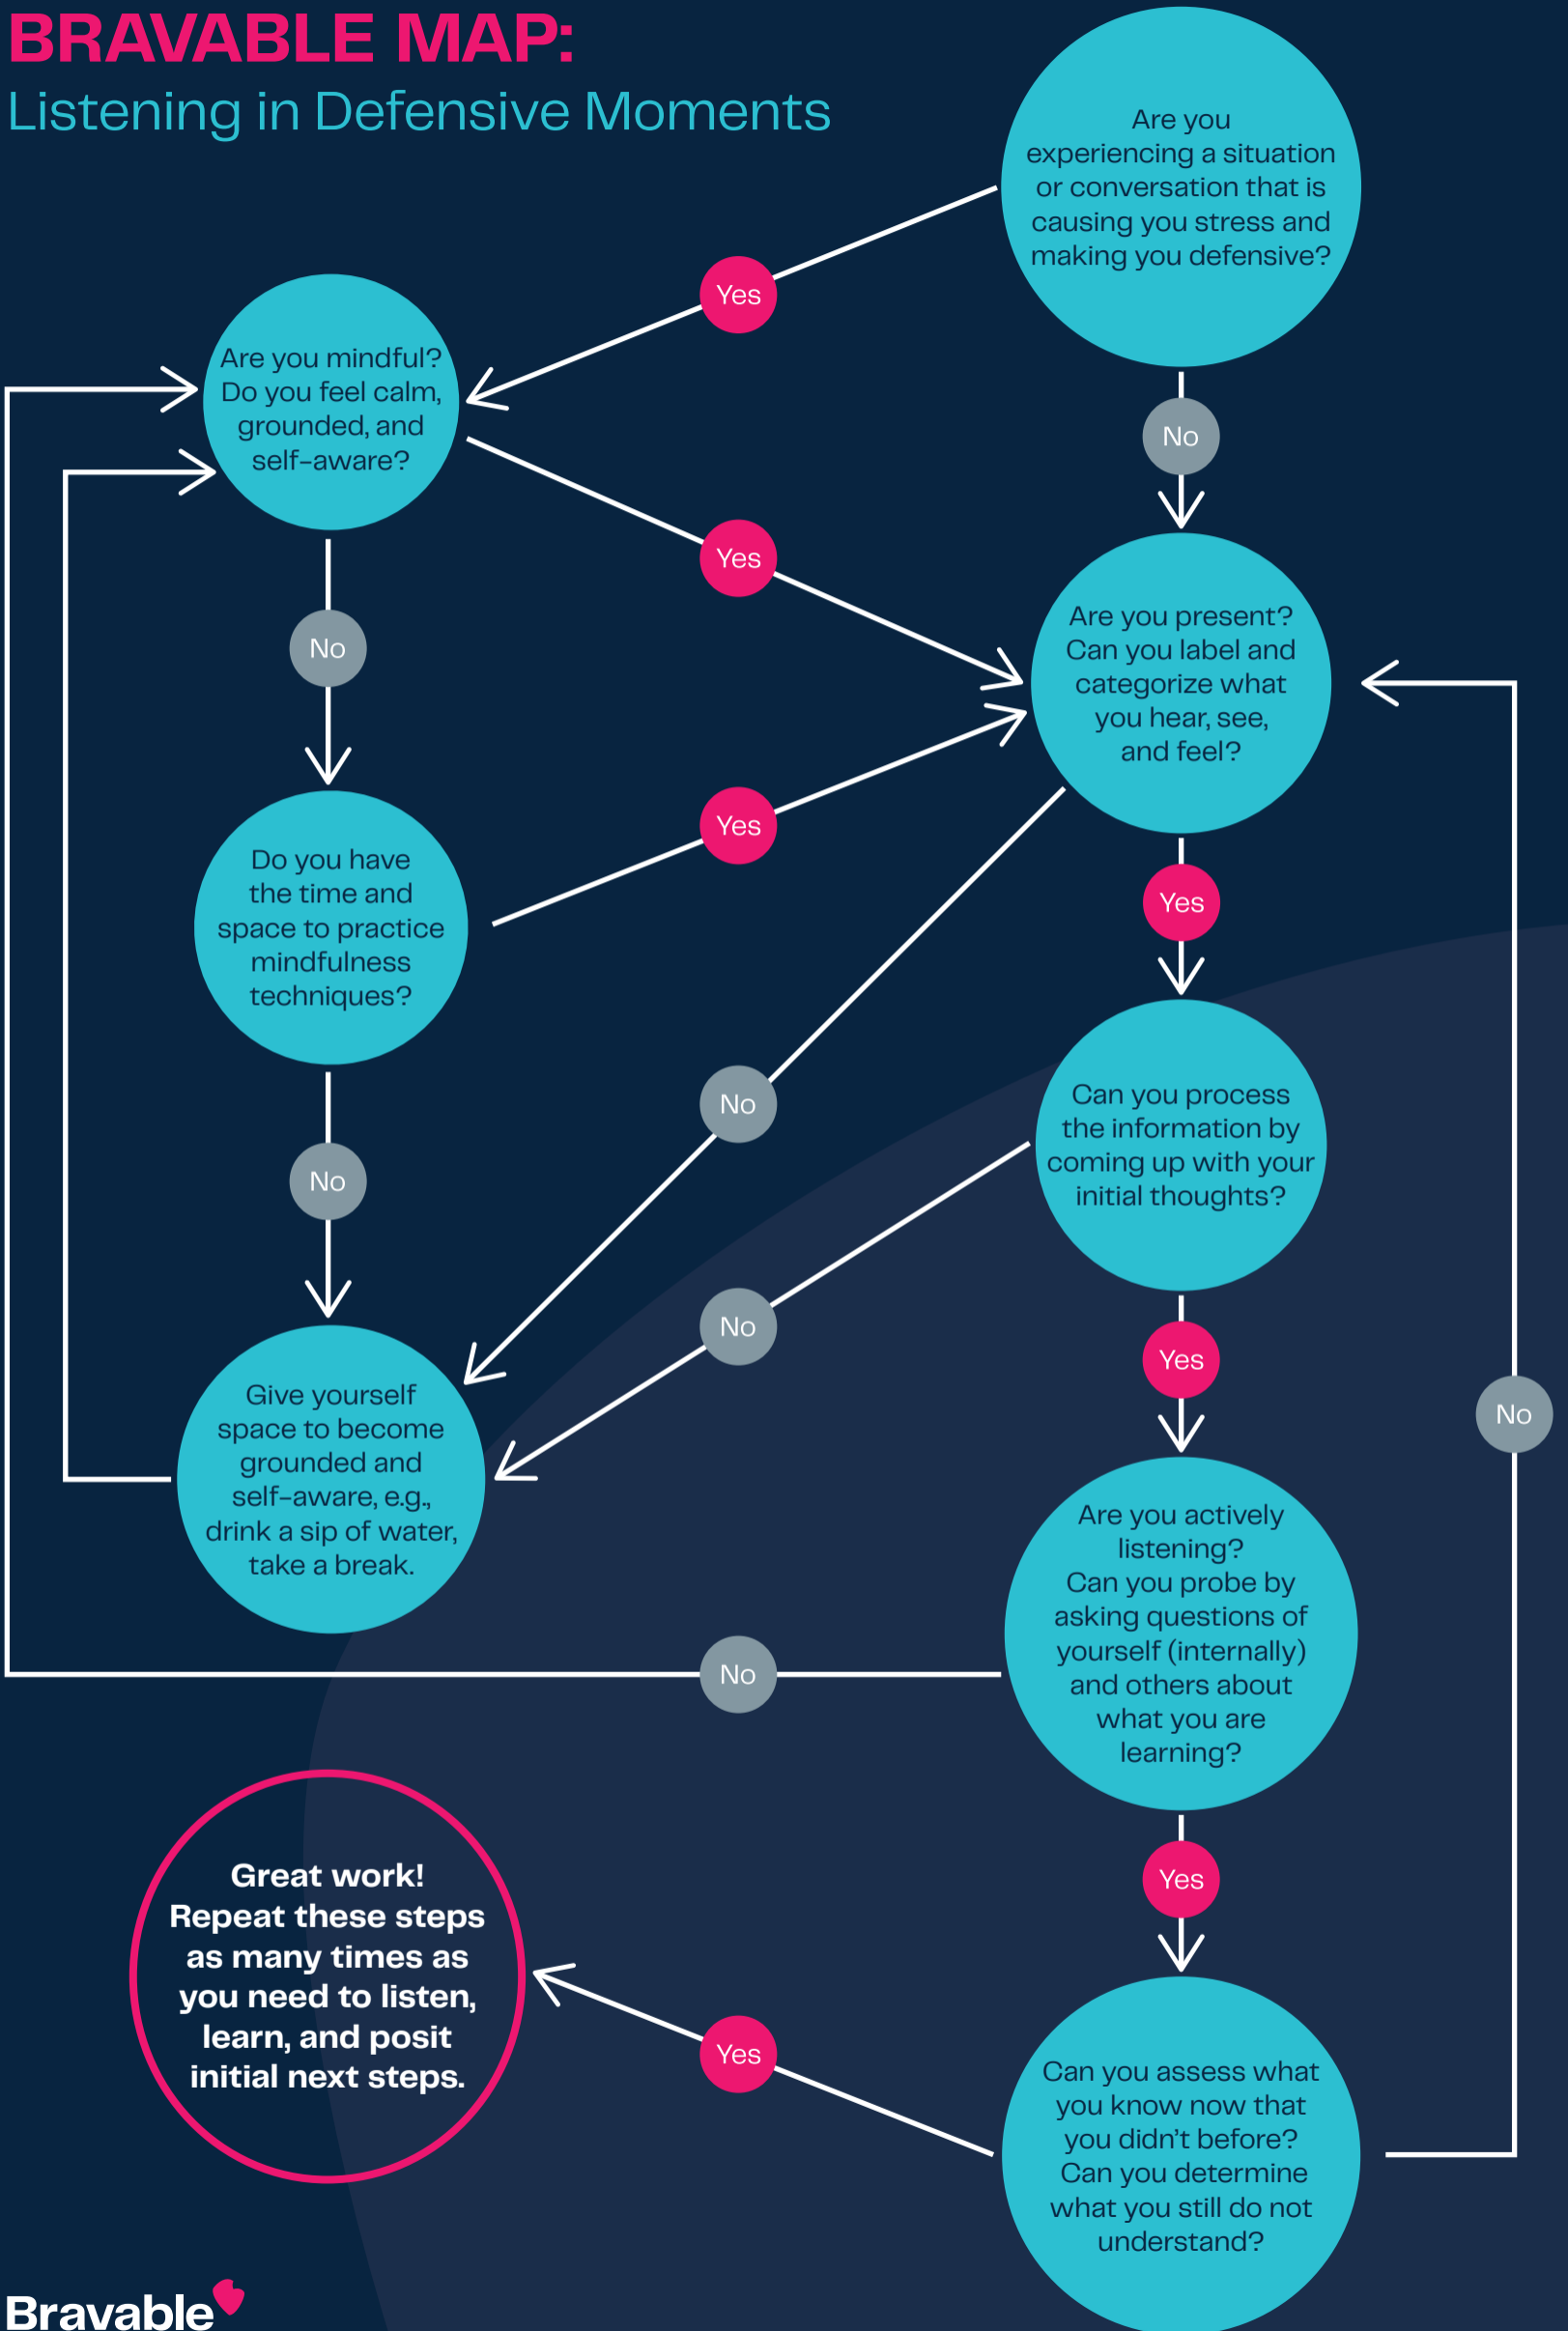 BRAVABLE MAP:
Listening in Defensive Moments
Are you
experiencing a situation
or conversation that is
causing you stress and
making you defensive?
Yes
No
Are you mindful?
Do you feel calm,
grounded, and
self-aware?
Yes
No
Are you present?
Can you label and
categorize what
you hear, see,
and feel?
Yes
No
Yes
Do you have
the time and
space to practice
mindfulness
techniques?
No
Can you process
the information by
coming up with your
initial thoughts?
No
Yes
Give yourself
space to become
grounded and
self-aware, e.g.,
drink a sip of water,
take a break.
Are you actively
listening?
Can you probe by
asking questions of
yourself (internally)
and others about
what you are
learning?
No
Yes
Can you assess what
you know now that
you didn't before?
Can you determine
what you still do not
understand?
No
Yes
Great work!
Repeat these steps
as many times as
you need to listen,
learn, and posit
initial next steps.
Bravable